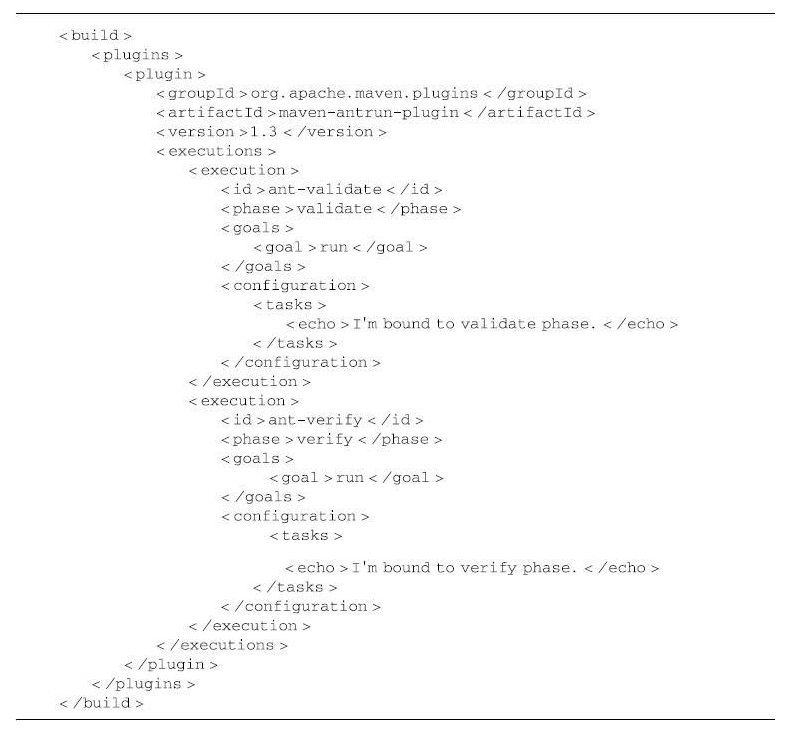 <build>
<plugins>
<plugin>
<groupId>org.apache.maven.plugins</groupId>
<artifactId>maven-antrun-plugin</artifactId>
<version>1.3</version>
<executions>
<execution>
<id>ant-validate</id>
<phase>validate</phase>
<goals>
<goal>run</goal>
</goals>
<configuration>
<tasks>
<echo>I'm bound to validate phase.</echo>
</tasks>
</configuration>
</execution>
<execution>
<id>ant-verify</id>
<phase>verify</phase>
<goals>
<goal>run</goal>
</goals>
<configuration>
<tasks>
<echo>I'm bound to verify phase.</echo>
</tasks>
</configuration>
</execution>
</executions>
</plugin>
</plugins>
</build>